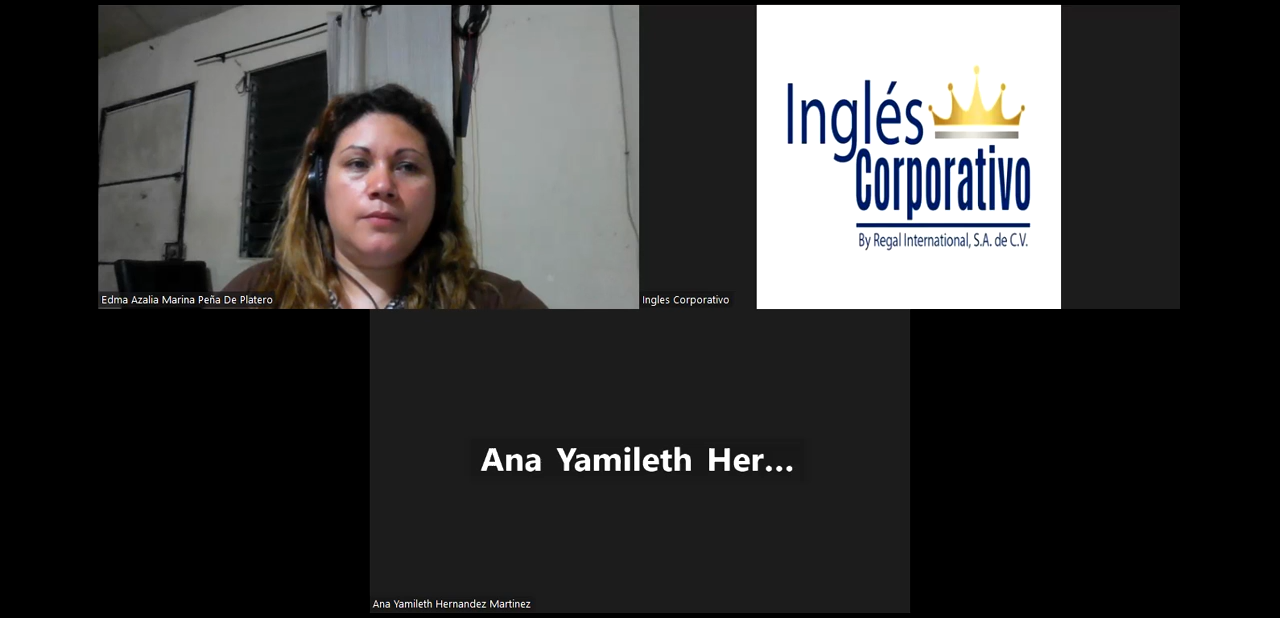 Inglés
Corporativo
By Regal International, S.A. de C.V.
Edma Azalia Marina Peña De Platero
Ingles Corporativo
Ana Yamileth Her...
Ana Yamileth Hernandez Martinez